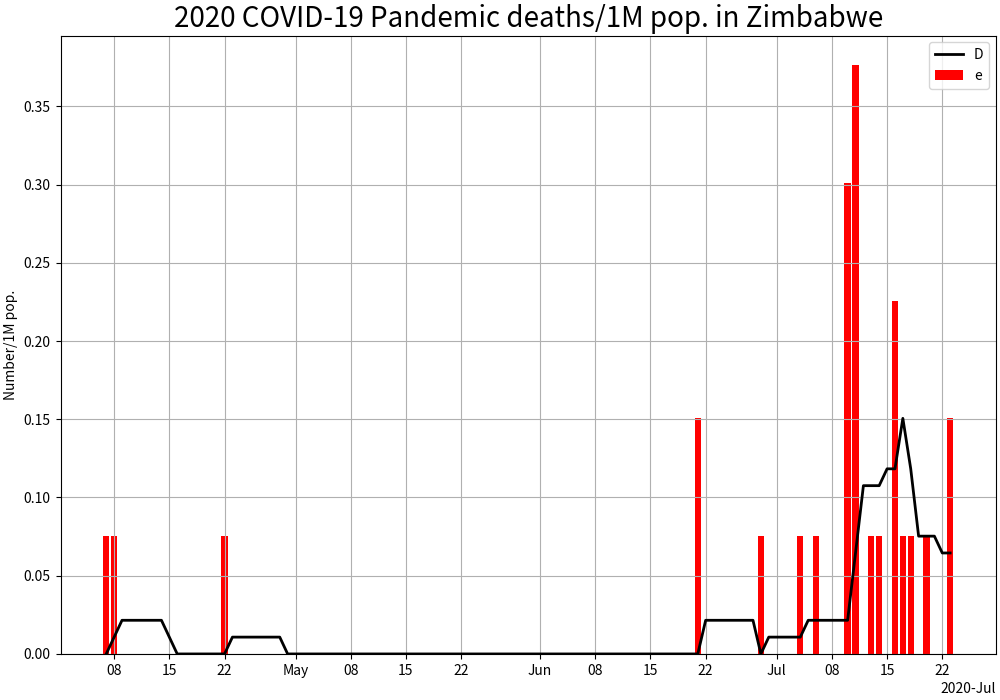 2020 COVID-19 Pandemic deaths/1M pop. in Zimbabwe
D
e
Number/1M pop.
0.35
0.30
0.25
0.20
0.15
0.10
0.05
0.00
08 15 22 May 08 15 22 Jun 08 15 22 Jul 08 15 22
2020-Jul